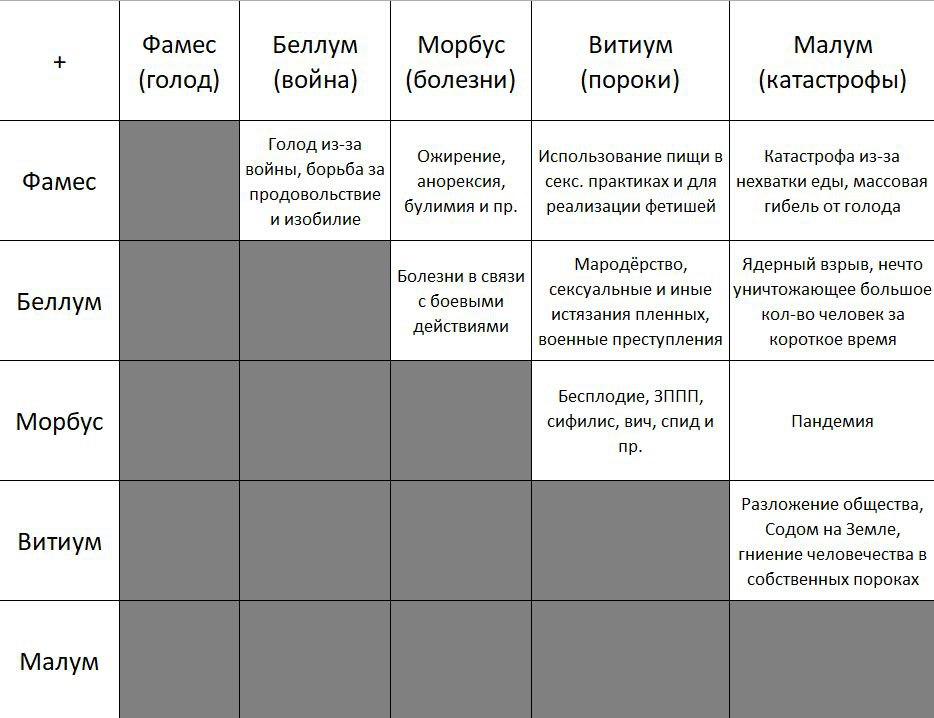 +
Фамес
(голод)
Беллум
(война)
Морбус
(болезни)
Витиум
(пороки)
Малум
(катастрофы)
Фамес
Голод из-за
войны, борьба за
продовольствие
и изобилие
Ожирение,
анорексия,
булимия и пр.
Использование пищи в
секс. практиках и для
реализации фетишей
Катастрофа из-за
нехватки еды, массовая
гибель от голода
Беллум
Болезни в связи
с боевыми
действиями
Мародёрство,
сексуальные и иные
истязания пленных,
военные преступления
Ядерный взрыв, нечто
уничтожающее большое
кол-во человек за
короткое время
Морбус
Бесплодие, ЗППП,
сифилис, вич, спид и
пр.
Пандемия
Витиум
Разложение общества,
Содом на Земле,
гниение человечества в
собственных пороках
Малум